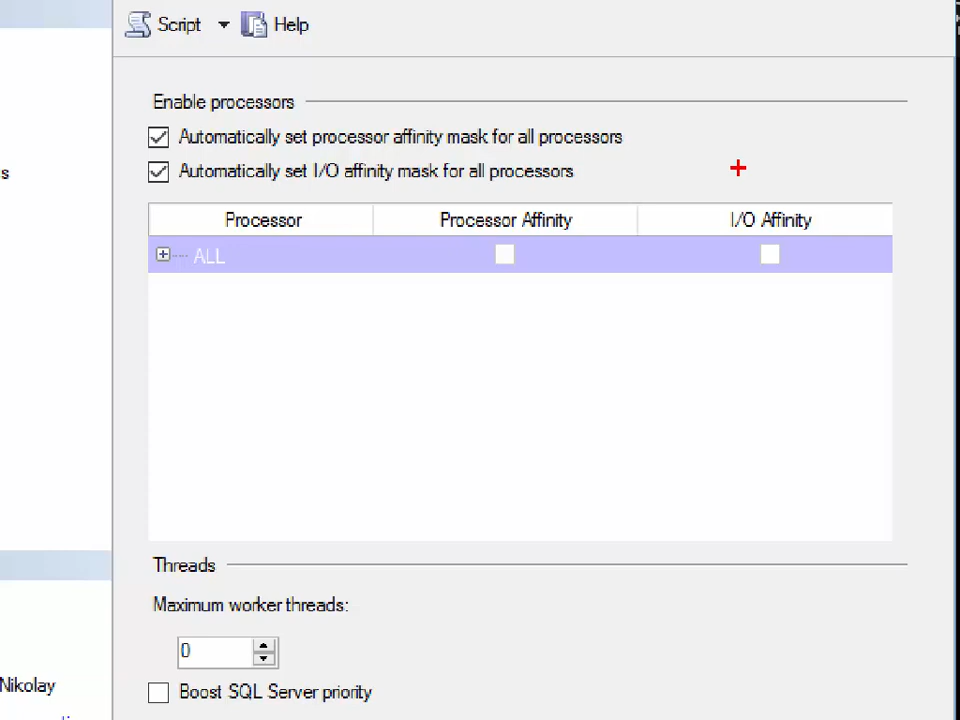 Script Help
Enable processors
Automatically set processor affinity mask for all processors
s
Automatically set I/O affinity mask for all processors
Processor Processor Affinity I/O Affinity
ALL
Threads
Maximum worker threads:
0
Nikolay
Boost SQL Server priority